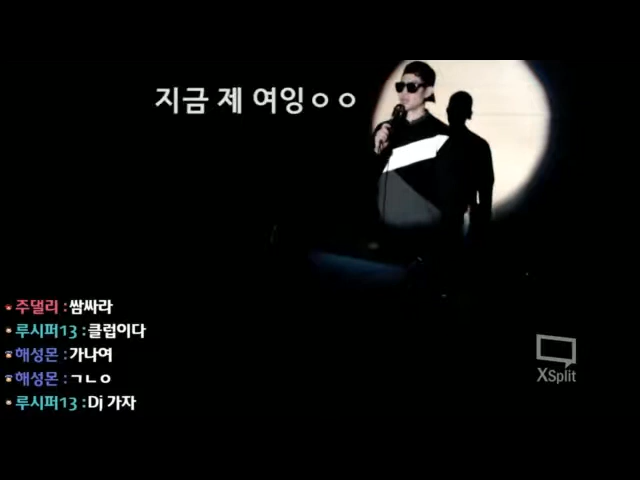 지금 제 여잉ㅇㅇ
주댈리 : 쌈싸라
루시퍼13 : 클럽이다
해성몬 : 가나여
해성몬 : ㄱㄴㅇ
루시퍼13 : Dj 가자
XSplit